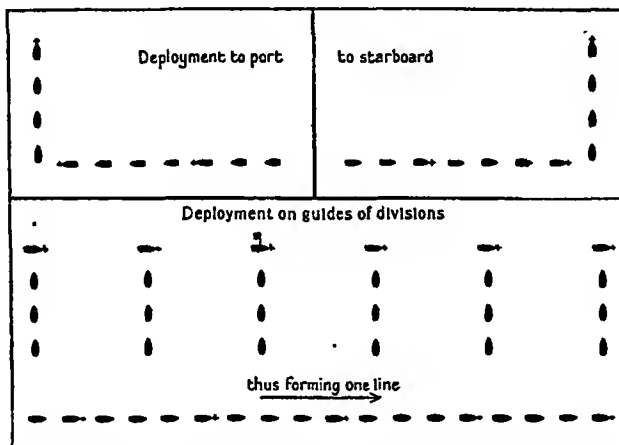 Deployment to port
to starboard
Deployment on guides of divisions
thus forming one line